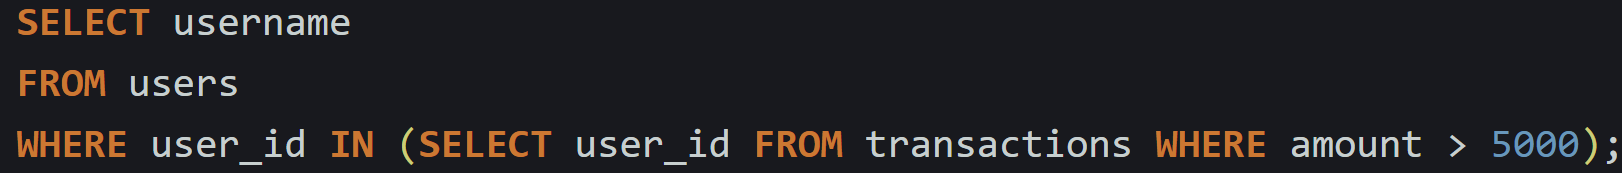 SELECT username
FROM users
WHERE user_id IN (SELECT user_id FROM transactions WHERE amount > 5000);